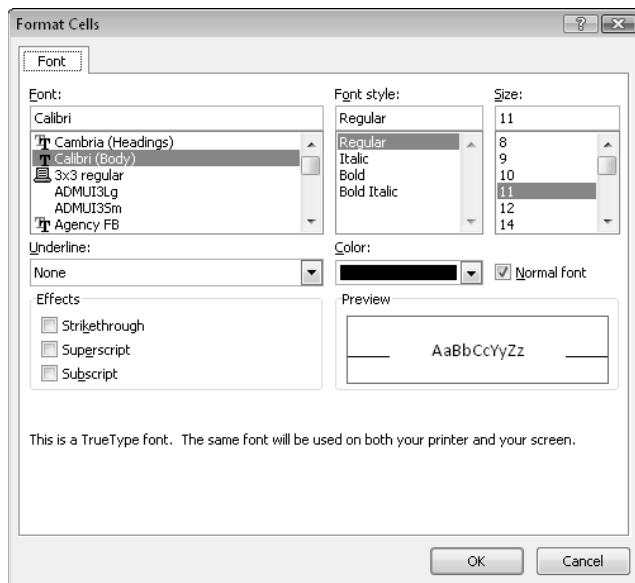 Format Cells
Font
Font:
Calibri
Cambria (Headings)
Calibri (Body)
3x3 regular
ADMUI3Lg
ADMUI3Sm
Agency FB
Font style:
Regular
Regular
Italic
Bold
Bold Italic
Size:
11
8
9
10
11
12
14
Underline:
None
Color:
Normal font
Effects
Strikethrough
Superscript
Subscript
Preview
AaBbCcYyZz
This is a TrueType font.  The same font will be used on both your printer and your screen.
OK
Cancel